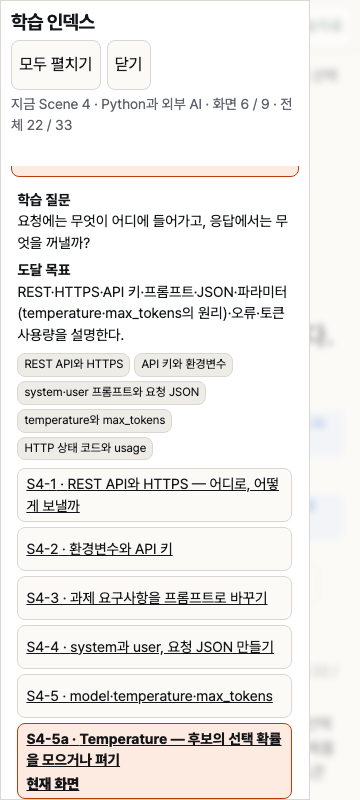 학습 인덱스
모두 펼치기
닫기
지금 Scene 4 · Python과 외부 AI · 화면 6 / 9 · 전
체 22 / 33
학습 질문
요청에는 무엇이 어디에 들어가고, 응답에서는 무
엇을 꺼낼까?
도달 목표
REST·HTTPS·API 키·프롬프트·JSON·파라미터
(temperature·max_tokens의 원리)·오류·토큰
사용량을 설명한다.
REST API와 HTTPS
API 키와 환경변수
system·user 프롬프트와 요청 JSON
temperature와 max_tokens
HTTP 상태 코드와 usage
S4-1 · REST API와 HTTPS — 어디로, 어떻
게 보낼까
S4-2 · 환경변수와 API 키
S4-3 · 과제 요구사항을 프롬프트로 바꾸기
S4-4 · system과 user, 요청 JSON 만들기
S4-5 · model·temperature·max_tokens
S4-5a · Temperature — 후보의 선택 확률
을 모으거나 펴기
현재 화면